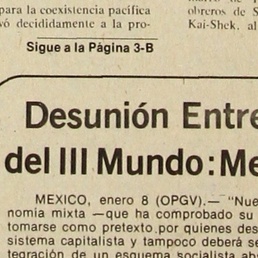 para la coexistencia pacífica
vó decididamente a la pro-
Sigue a la Página 3-B
obreros de S
Kai-Shek, al
Desunión Entre
del III Mundo: Me
MEXICO, enero 8 (OPGV).— "Nue
nomía mixta —que ha comprobado su
tomarse como pretexto por quienes des
sistema capitalista y tampoco deberá se
tegración de un esquema socialista abs